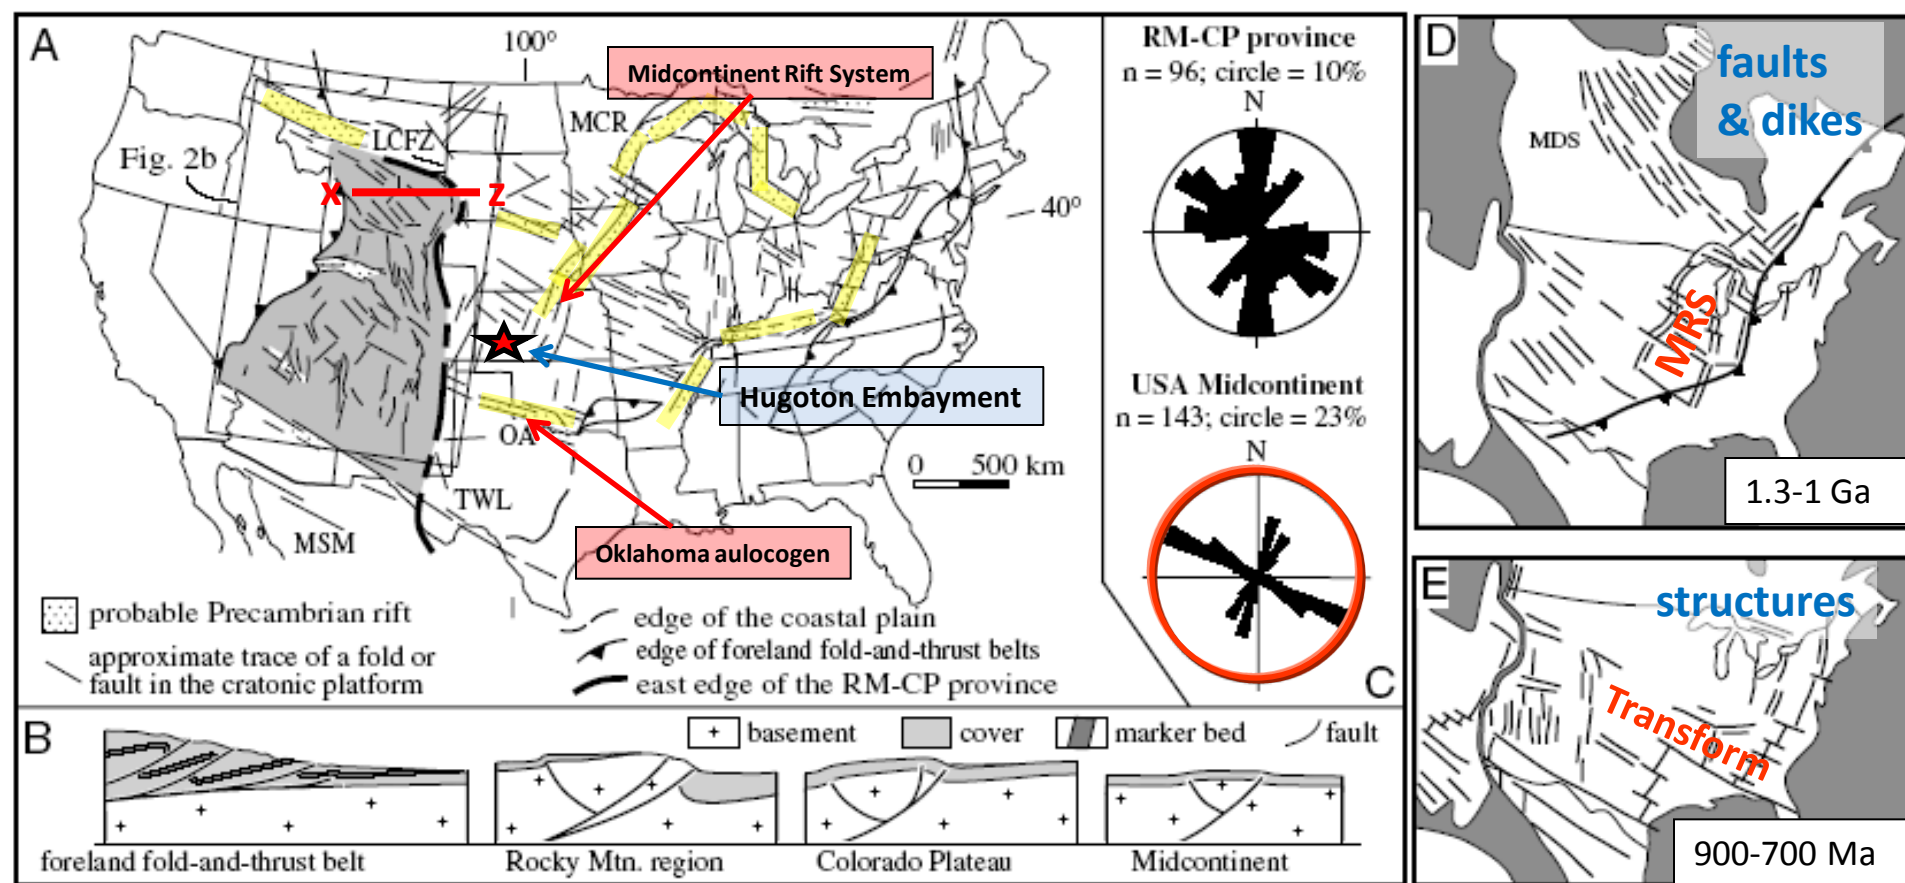 A
100°
Midcontinent Rift System
MCR
LCFZ
Fig. 2b
X
Z
40°
Hugoton Embayment
OA
0 500 km
TWL
MSM
Oklahoma aulocogen
probable Precambrian rift
approximate trace of a fold or
fault in the cratonic platform
edge of the coastal plain
edge of foreland fold-and-thrust belts
east edge of the RM-CP province
RM-CP province
n = 96; circle = 10%
N
USA Midcontinent
n = 143; circle = 23%
N
C
B
basement
cover
marker bed
fault
foreland fold-and-thrust belt
Rocky Mtn. region
Colorado Plateau
Midcontinent
D
faults
& dikes
MDS
MRS
1.3-1 Ga
E
structures
Transform
900-700 Ma